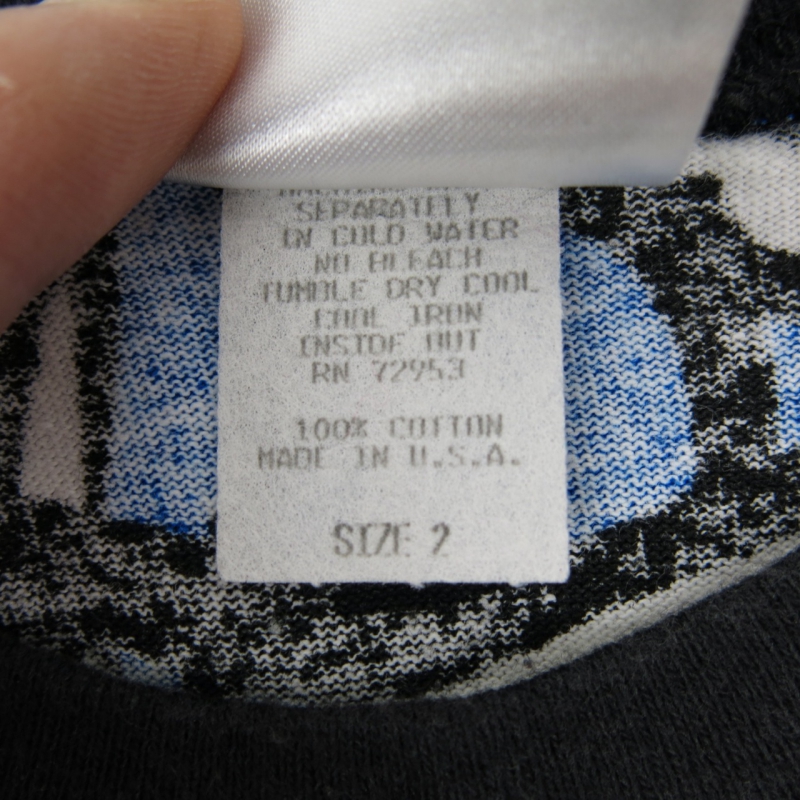 SEPARATELY
IN COLD WATER
NO BLEACH
TUMBLE DRY COOL
COOL IRON
INSIDE OUT
RN 72953
100% COTTON
MADE IN U.S.A.
SIZE 2